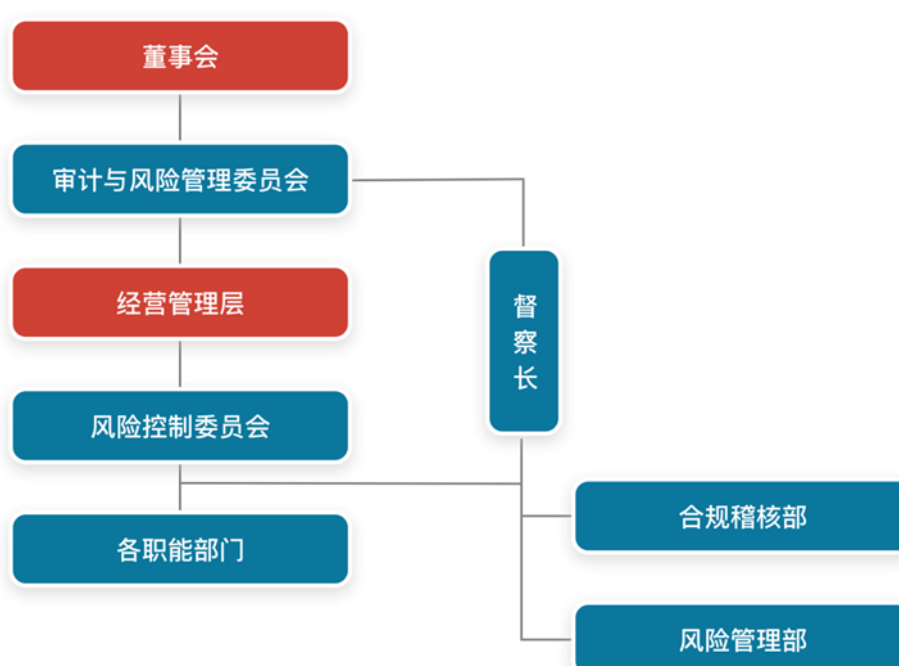 董事会
审计与风险管理委员会
经营管理层
督
察
长
风险控制委员会
合规稽核部
各职能部门
风险管理部